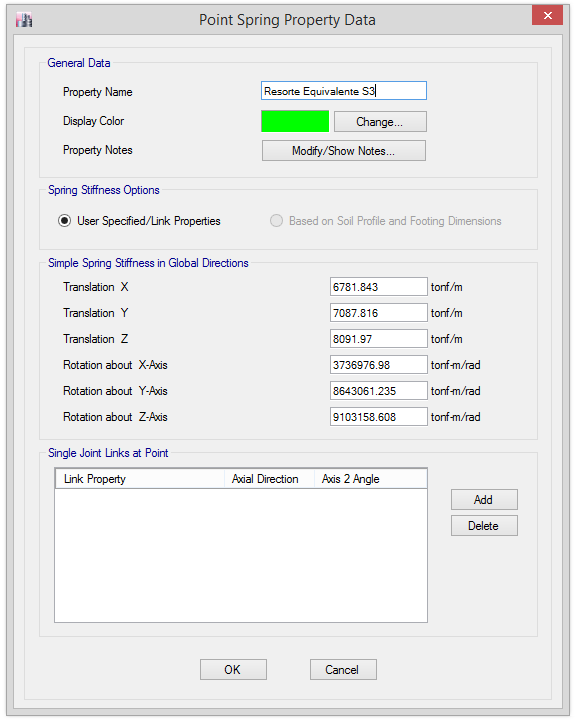 Point Spring Property Data
General Data
Property Name Resorte Equivalente S3
Display Color Change...
Property Notes Modify/Show Notes...
Spring Stiffness Options
User Specified/Link Properties Based on Soil Profile and Footing Dimensions
Simple Spring Stiffness in Global Directions
Translation X 6781.843 tonf/m
Translation Y 7087.816 tonf/m
Translation Z 8091.97 tonf/m
Rotation about X-Axis 3736976.98 tonf-m/rad
Rotation about Y-Axis 8643061.235 tonf-m/rad
Rotation about Z-Axis 9103158.608 tonf-m/rad
Single Joint Links at Point
Link Property Axial Direction Axis 2 Angle
Add
Delete
OK Cancel